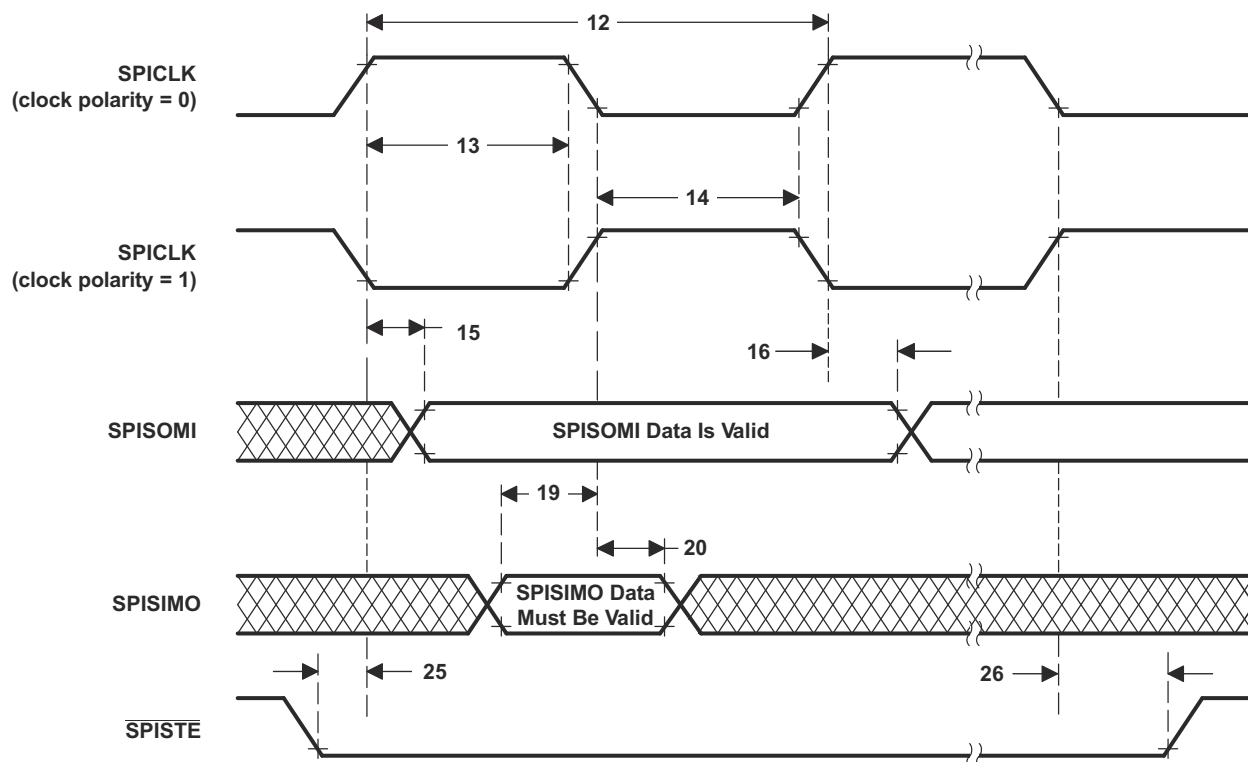 12
SPICLK
(clock polarity = 0)
13
14
SPICLK
(clock polarity = 1)
15
16
SPISOMI
SPISOMI Data Is Valid
19
20
SPISIMO
SPISIMO Data
Must Be Valid
25
26
SPISTE